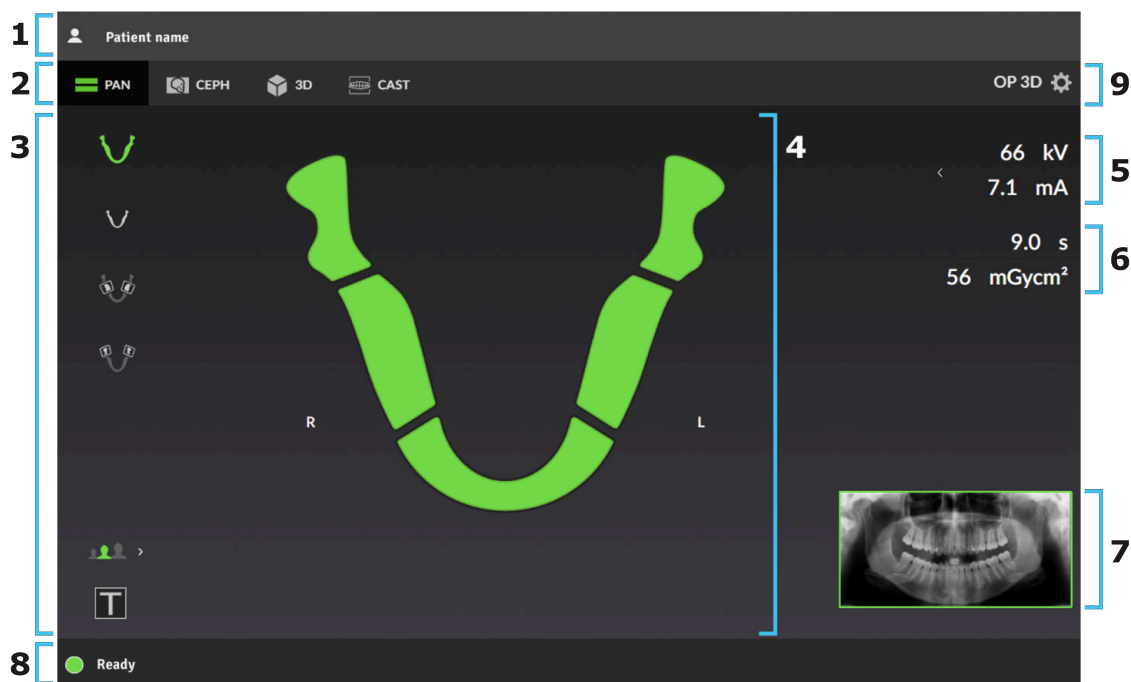 1
Patient name
2
PAN
CEPH
3D
CAST
OP 3D
9
3
4
66 kV
7.1 mA
5
9.0 s
56 mGycm²
6
R
L
7
T
8
Ready